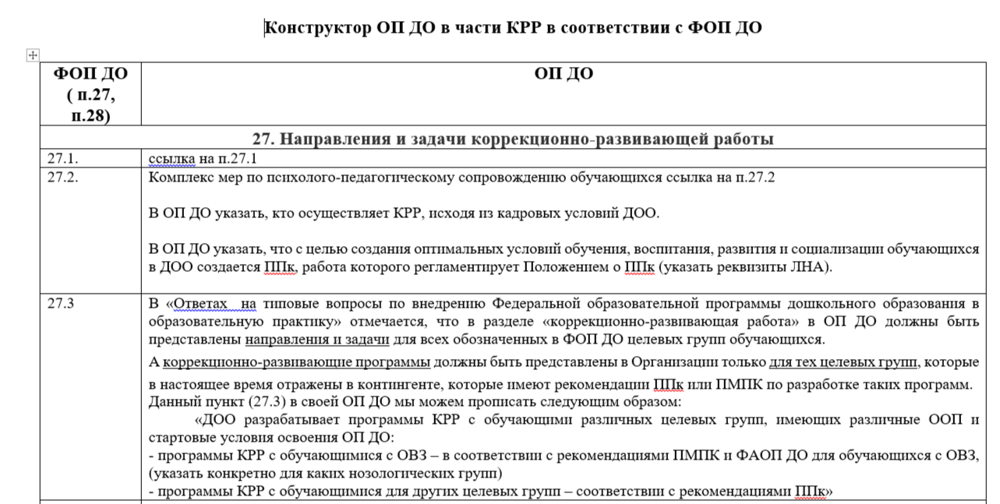 Конструктор ОП ДО в части КРР в соответствии с ФОП ДО
ФОП ДО
( п.27,
п.28)
ОП ДО
27. Направления и задачи коррекционно-развивающей работы
27.1.
ссылка на п.27.1
27.2.
Комплекс мер по психолого-педагогическому сопровождению обучающихся ссылка на п.27.2
В ОП ДО указать, кто осуществляет КРР, исходя из кадровых условий ДОО.
В ОП ДО указать, что с целью создания оптимальных условий обучения, воспитания, развития и социализации обучающихся
в ДОО создается ППк, работа которого регламентирует Положением о ППк (указать реквизиты ЛНА).
27.3
В «Ответах на типовые вопросы по внедрению Федеральной образовательной программы дошкольного образования в
образовательную практику» отмечается, что в разделе «коррекционно-развивающая работа» в ОП ДО должны быть
представлены направления и задачи для всех обозначенных в ФОП ДО целевых групп обучающихся.
А коррекционно-развивающие программы должны быть представлены в Организации только для тех целевых групп, которые
в настоящее время отражены в контингенте, которые имеют рекомендации ППк или ПМПК по разработке таких программ.
Данный пункт (27.3) в своей ОП ДО мы можем прописать следующим образом:
«ДОО разрабатывает программы КРР с обучающими различных целевых групп, имеющих различные ООП и
стартовые условия освоения ОП ДО:
- программы КРР с обучающимися с ОВЗ – в соответствии с рекомендациями ПМПК и ФАОП ДО для обучающихся с ОВЗ,
(указать конкретно для каких нозологических групп)
- программы КРР с обучающимися для других целевых групп – соответствии с рекомендациями ППк»